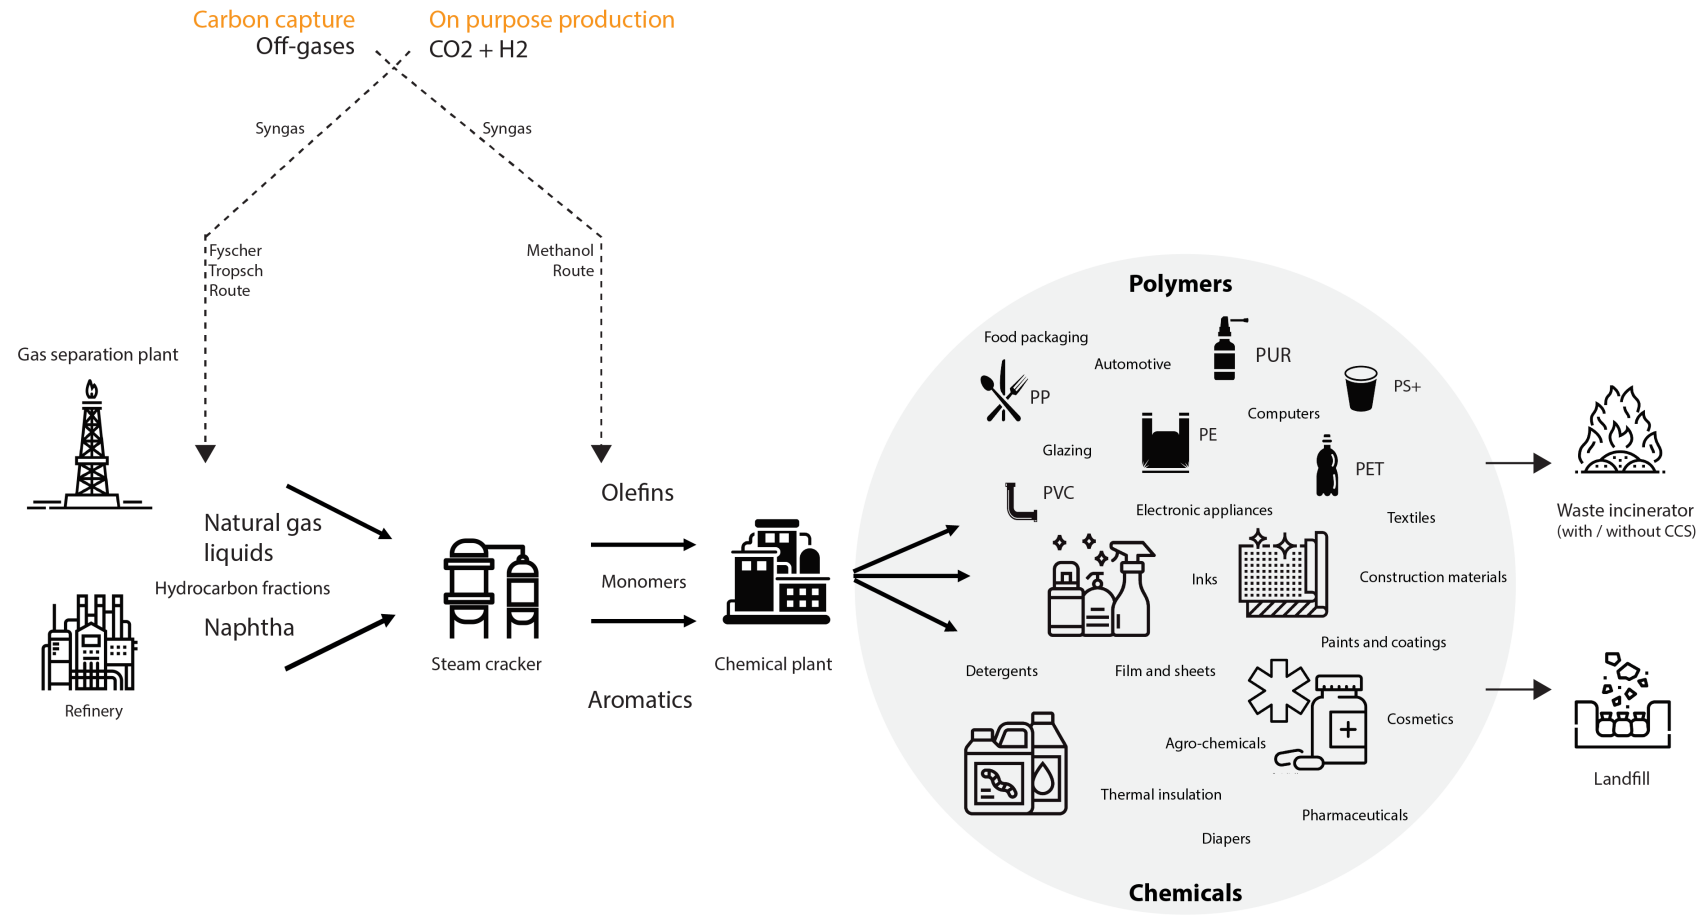 Carbon capture
Off-gases
On purpose production
CO2 + H2
Syngas
Syngas
Fyscher
Tropsch
Route
Methanol
Route
Gas separation plant
Natural gas
liquids
Hydrocarbon fractions
Naphtha
Refinery
Steam cracker
Olefins
Monomers
Aromatics
Chemical plant
Polymers
Food packaging
Automotive
PUR
PP
PS+
Computers
PE
Glazing
PET
PVC
Electronic appliances
Textiles
Inks
Construction materials
Paints and coatings
Detergents
Film and sheets
Cosmetics
Agro-chemicals
Thermal insulation
Pharmaceuticals
Diapers
Chemicals
Waste incinerator
(with / without CCS)
Landfill